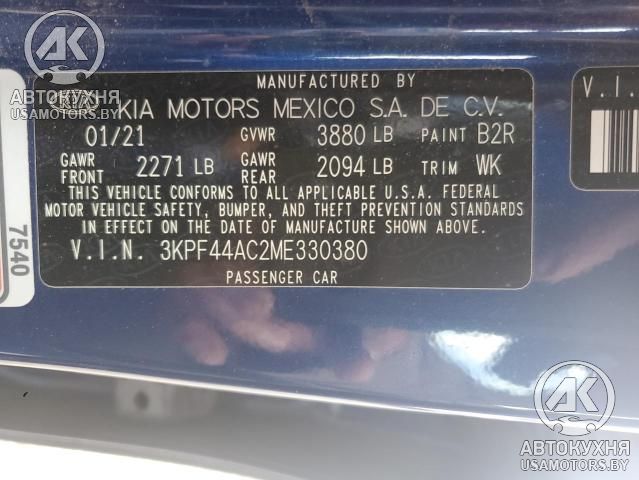 АВТОКУХНЯ
USAMOTORS.BY
MANUFACTURED BY
KIA MOTORS MEXICO S.A. DE C.V.
01/21 GVWR 3880 LB PAINT B2R
GAWR FRONT 2271 LB GAWR REAR 2094 LB TRIM WK
THIS VEHICLE CONFORMS TO ALL APPLICABLE U.S.A. FEDERAL
MOTOR VEHICLE SAFETY, BUMPER, AND THEFT PREVENTION STANDARDS
IN EFFECT ON THE DATE OF MANUFACTURE SHOWN ABOVE.
V.I.N. 3KPF44AC2ME330380
PASSENGER CAR
V.I.
7540
АК
АВТОКУХНЯ
USAMOTORS.BY